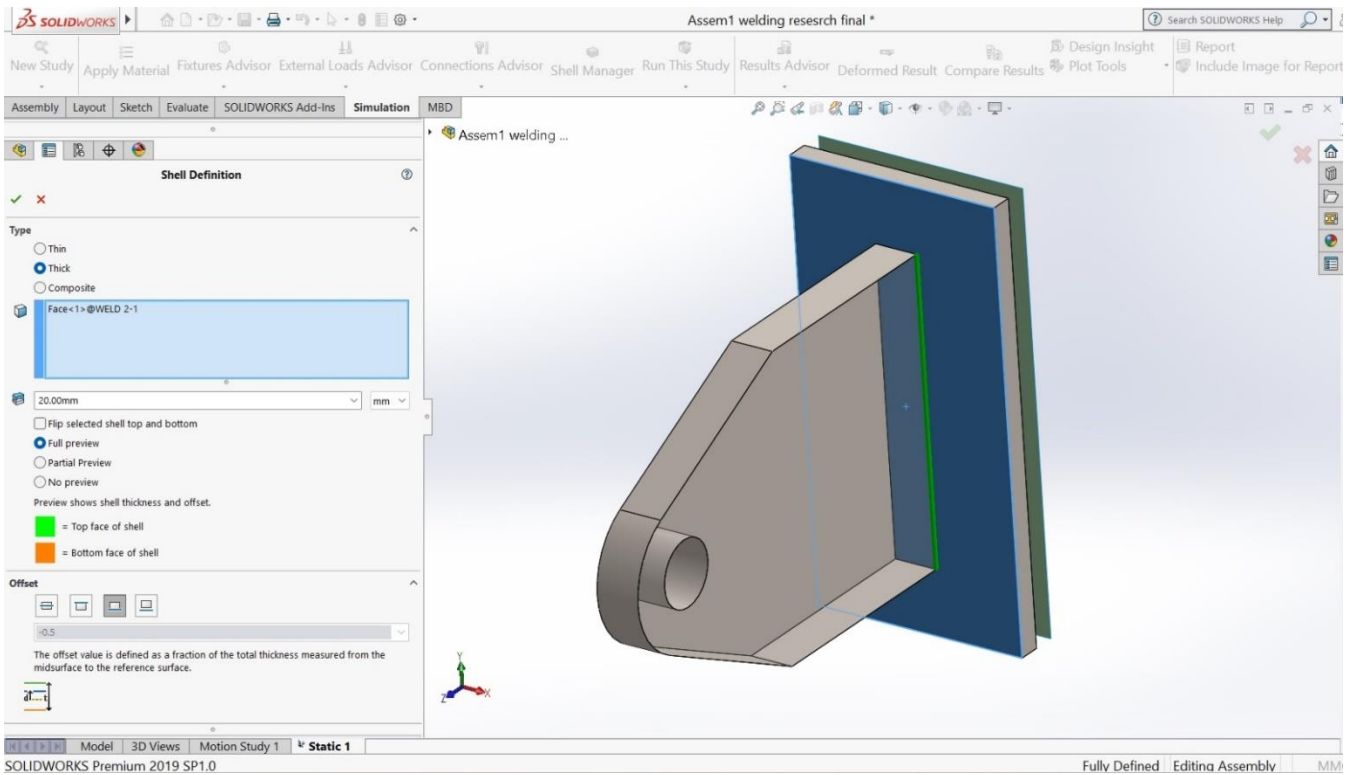 SOLIDWORKS
Assem1 welding resesrch final *
Search SOLIDWORKS Help
New Study
Apply Material
Fixtures Advisor
External Loads Advisor
Connections Advisor
Shell Manager
Run This Study
Results Advisor
Deformed Result
Compare Results
Design Insight
Plot Tools
Report
Include Image for Report
Assembly
Layout
Sketch
Evaluate
SOLIDWORKS Add-Ins
Simulation
MBD
Assem1 welding ...
Shell Definition
Type
Thin
Thick
Composite
Face<1>@WELD 2-1
20.00mm
mm
Flip selected shell top and bottom
Full preview
Partial Preview
No preview
Preview shows shell thickness and offset.
= Top face of shell
= Bottom face of shell
Offset
-0.5
The offset value is defined as a fraction of the total thickness measured from the
midsurface to the reference surface.
Y
Z
X
Model
3D Views
Motion Study 1
Static 1
SOLIDWORKS Premium 2019 SP1.0
Fully Defined
Editing Assembly